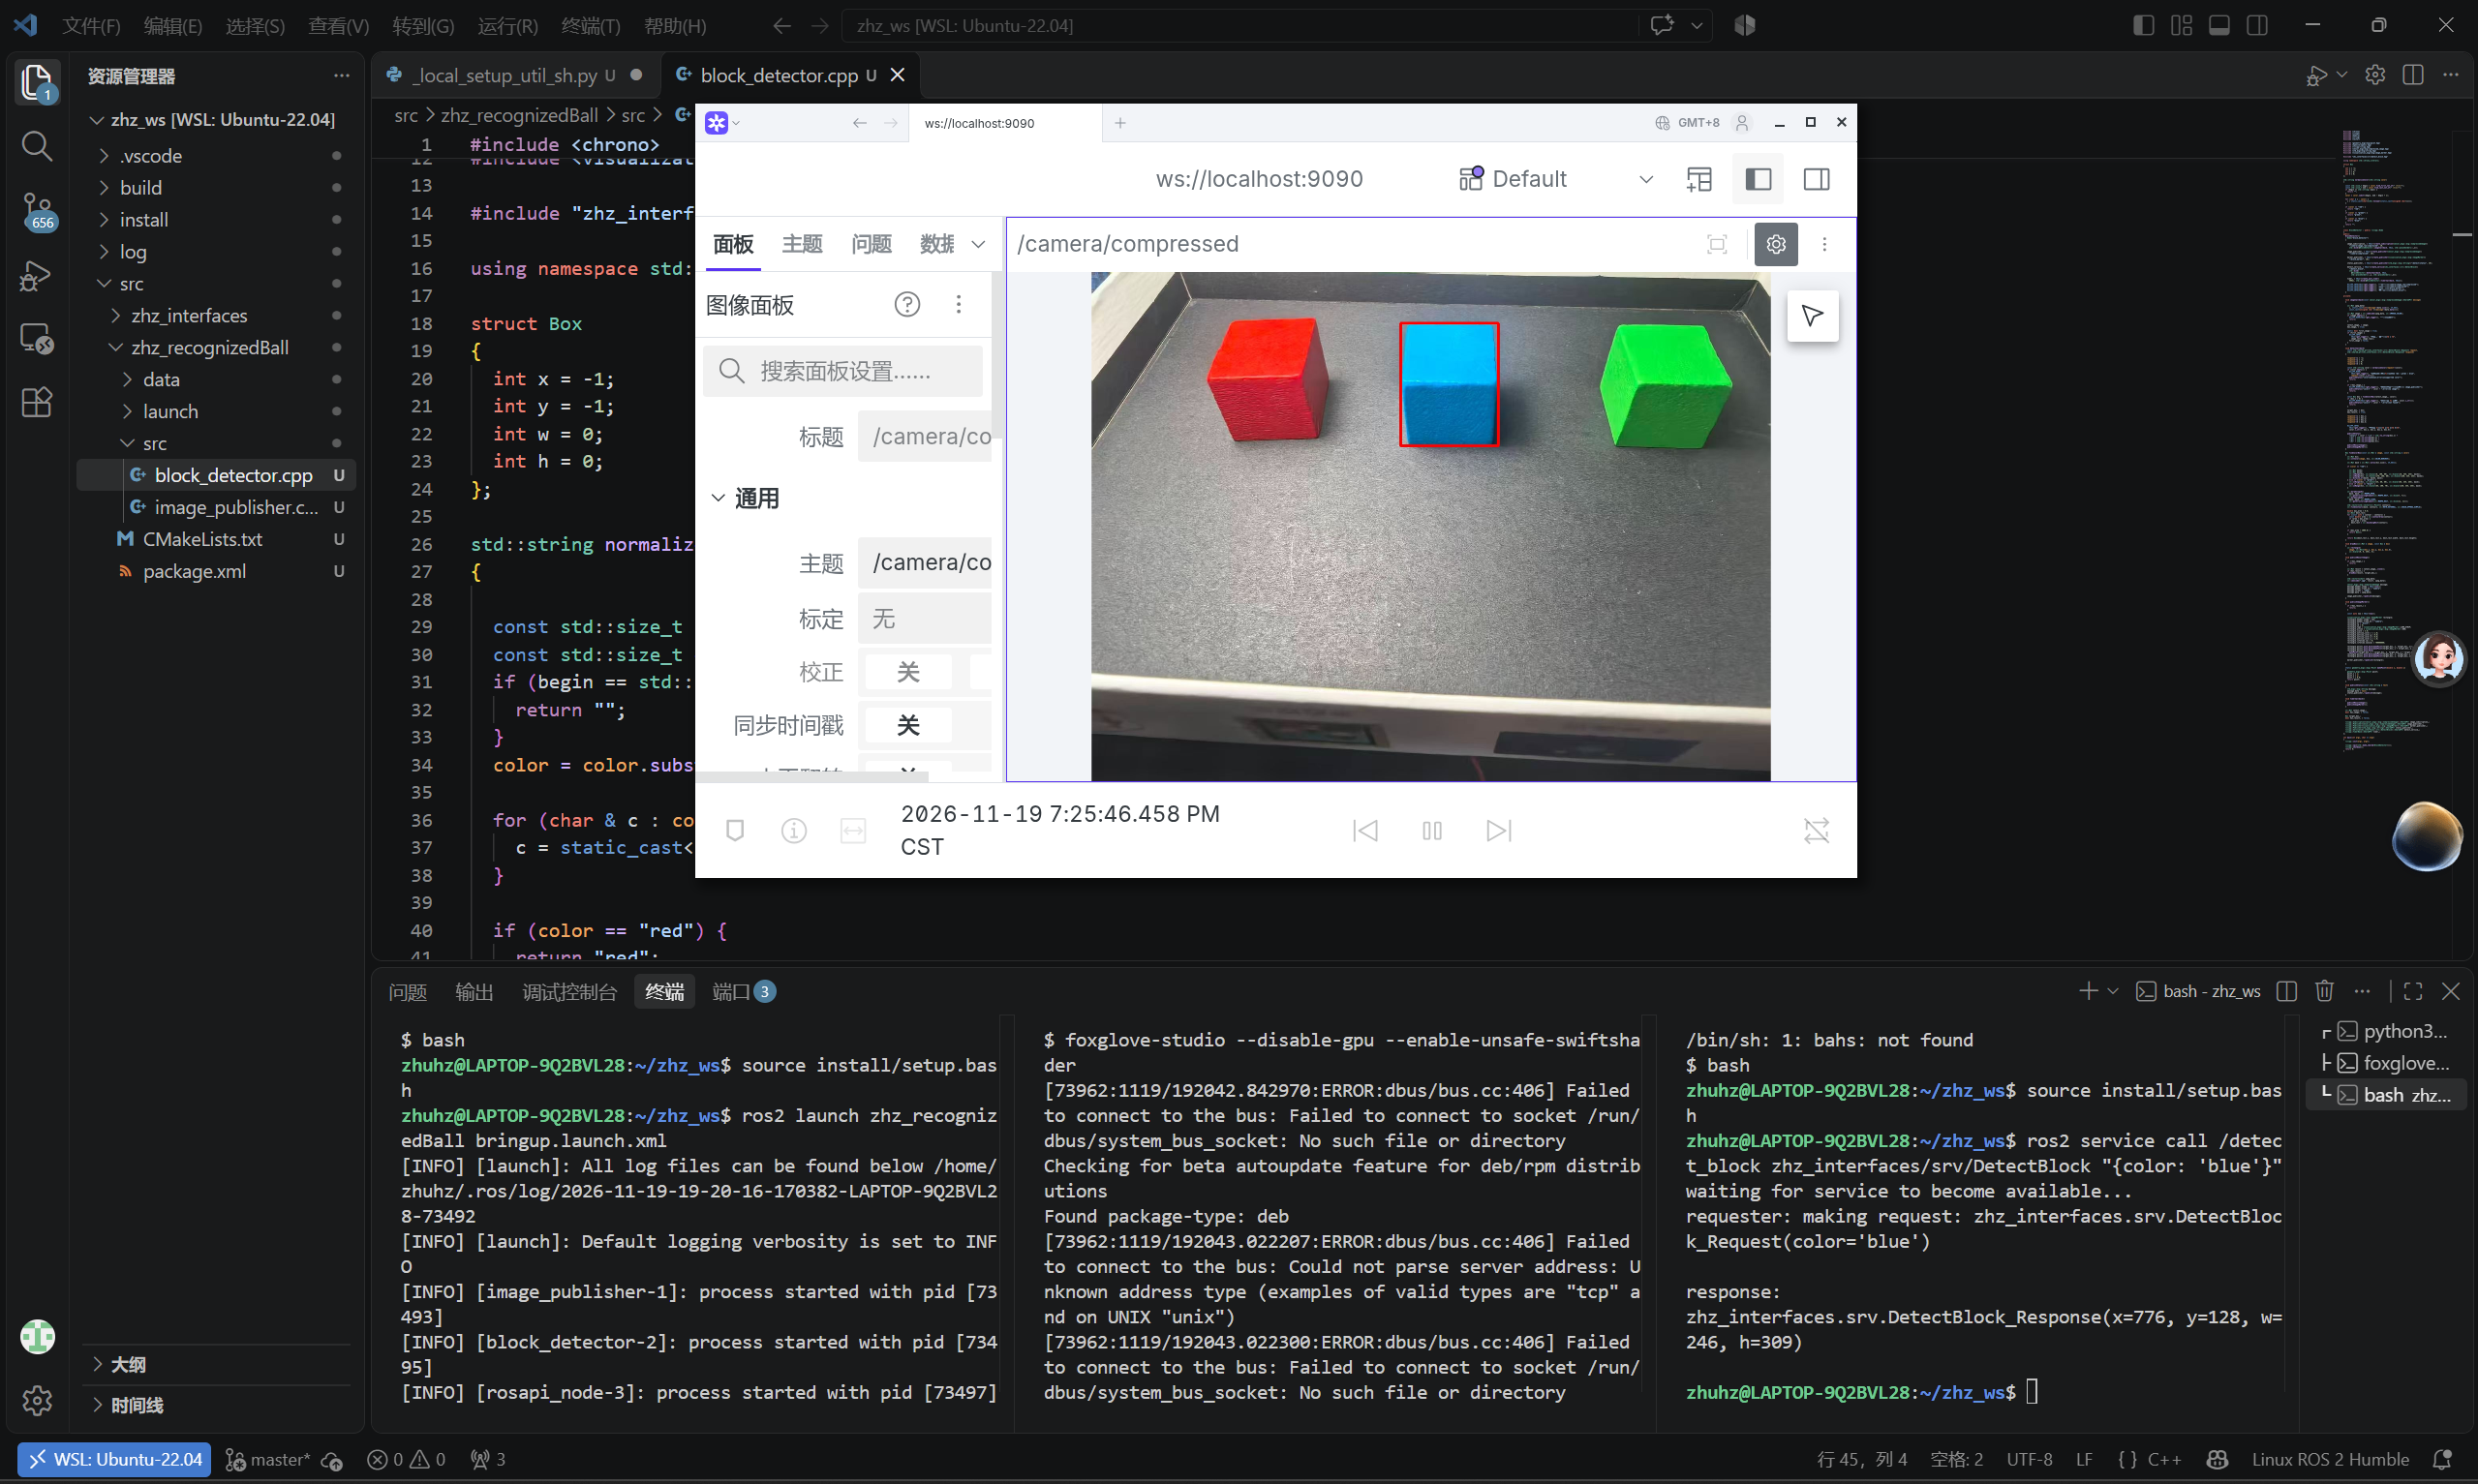 文件(F) 编辑(E) 选择(S) 查看(V) 转到(G) 运行(R) 终端(T) 帮助(H)
zhz_ws [WSL: Ubuntu-22.04]
资源管理器
1
656
zhz_ws [WSL: Ubuntu-22.04]
.vscode
build
install
log
src
zhz_interfaces
zhz_recognizedBall
data
launch
src
block_detector.cpp U
image_publisher.c... U
CMakeLists.txt U
package.xml U
大纲
时间线
_local_setup_util_sh.py U
block_detector.cpp U
src > zhz_recognizedBall > src >
1 #include <chrono>
12
13
14 #include "zhz_interf
15
16 using namespace std:
17
18 struct Box
19 {
20 int x = -1;
21 int y = -1;
22 int w = 0;
23 int h = 0;
24 };
25
26 std::string normaliz
27 {
28
29 const std::size_t
30 const std::size_t
31 if (begin == std::
32 return "";
33 }
34 color = color.subs
35
36 for (char & c : co
37 c = static_cast<
38 }
39
40 if (color == "red") {
41 return "red";
ws://localhost:9090
GMT+8
ws://localhost:9090
Default
面板 主题 问题 数据
/camera/compressed
图像面板
搜索面板设置......
标题 /camera/co
通用
主题 /camera/co
标定 无
校正 关
同步时间戳 关
2026-11-19 7:25:46.458 PM
CST
问题 输出 调试控制台 终端 端口 3
bash - zhz_ws
$ bash
zhuhz@LAPTOP-9Q2BVL28:~/zhz_ws$ source install/setup.bas
h
zhuhz@LAPTOP-9Q2BVL28:~/zhz_ws$ ros2 launch zhz_recogniz
edBall bringup.launch.xml
[INFO] [launch]: All log files can be found below /home/
zhuhz/.ros/log/2026-11-19-19-20-16-170382-LAPTOP-9Q2BVL2
8-73492
[INFO] [launch]: Default logging verbosity is set to INF
O
[INFO] [image_publisher-1]: process started with pid [73
493]
[INFO] [block_detector-2]: process started with pid [734
95]
[INFO] [rosapi_node-3]: process started with pid [73497]
$ foxglove-studio --disable-gpu --enable-unsafe-swiftsha
der
[73962:1119/192042.842970:ERROR:dbus/bus.cc:406] Failed
to connect to the bus: Failed to connect to socket /run/
dbus/system_bus_socket: No such file or directory
Checking for beta autoupdate feature for deb/rpm distrib
utions
Found package-type: deb
[73962:1119/192043.022207:ERROR:dbus/bus.cc:406] Failed
to connect to the bus: Could not parse server address: U
nknown address type (examples of valid types are "tcp" a
nd on UNIX "unix")
[73962:1119/192043.022300:ERROR:dbus/bus.cc:406] Failed
to connect to the bus: Failed to connect to socket /run/
dbus/system_bus_socket: No such file or directory
/bin/sh: 1: bahs: not found
$ bash
zhuhz@LAPTOP-9Q2BVL28:~/zhz_ws$ source install/setup.bas
h
zhuhz@LAPTOP-9Q2BVL28:~/zhz_ws$ ros2 service call /detec
t_block zhz_interfaces/srv/DetectBlock "{color: 'blue'}"
waiting for service to become available...
requester: making request: zhz_interfaces.srv.DetectBloc
k_Request(color='blue')
response:
zhz_interfaces.srv.DetectBlock_Response(x=776, y=128, w=
246, h=309)
zhuhz@LAPTOP-9Q2BVL28:~/zhz_ws$
python3...
foxglove...
bash zhz...
WSL: Ubuntu-22.04 master* 0 0 3
行 45，列 4 空格: 2 UTF-8 LF {} C++ Linux ROS 2 Humble